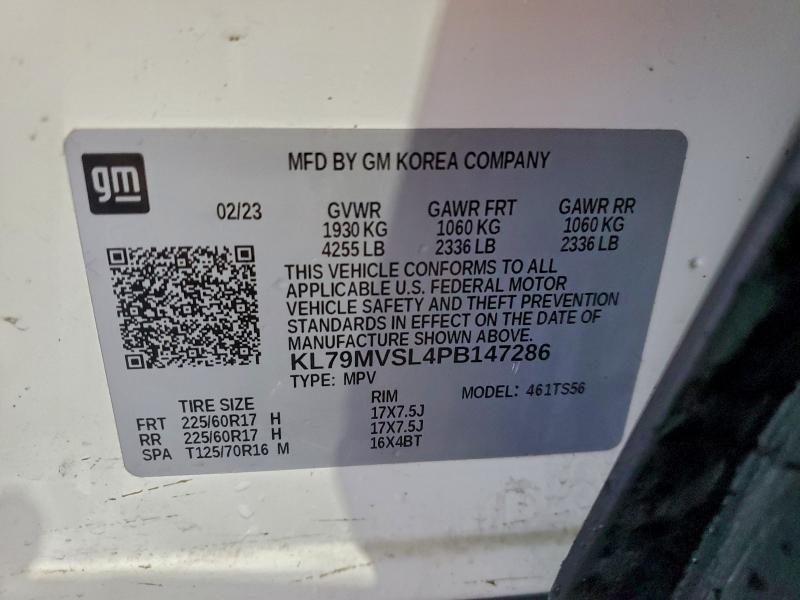 gm
MFD BY GM KOREA COMPANY
02/23 GVWR GAWR FRT GAWR RR
1930 KG 1060 KG 1060 KG
4255 LB 2336 LB 2336 LB
THIS VEHICLE CONFORMS TO ALL
APPLICABLE U.S. FEDERAL MOTOR
VEHICLE SAFETY AND THEFT PREVENTION
STANDARDS IN EFFECT ON THE DATE OF
MANUFACTURE SHOWN ABOVE.
KL79MVSL4PB147286
TYPE: MPV MODEL: 461TS56
TIRE SIZE RIM
FRT 225/60R17 H 17X7.5J
RR 225/60R17 H 17X7.5J
SPA T125/70R16 M 16X4BT